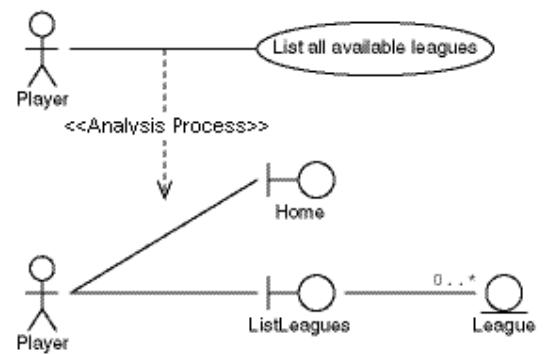 List all available leagues
Player
<<Analysis Process>>
Home
0..*
Player
ListLeagues
League